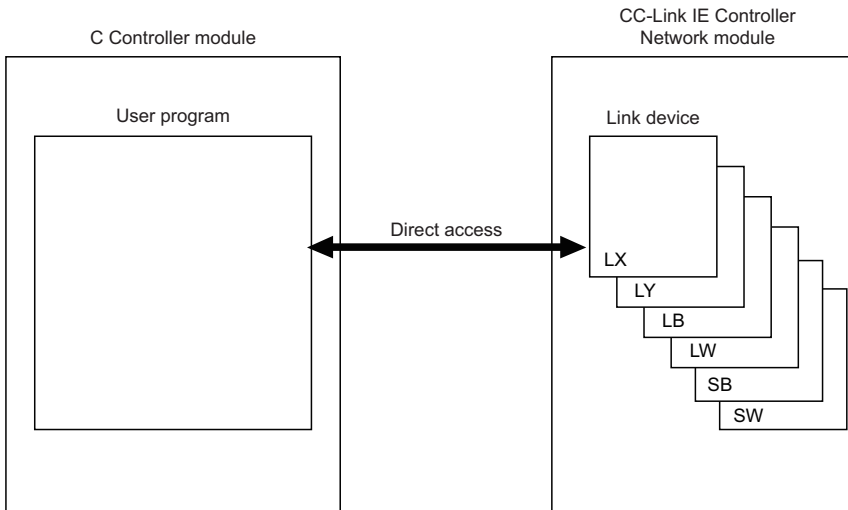 C Controller module
CC-Link IE Controller
Network module
User program
Link device
Direct access
LX
LY
LB
LW
SB
SW